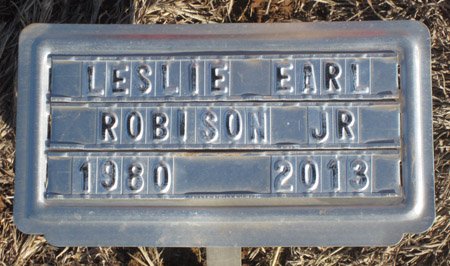 LESLIE EARL
ROBISON JR
1980 2013